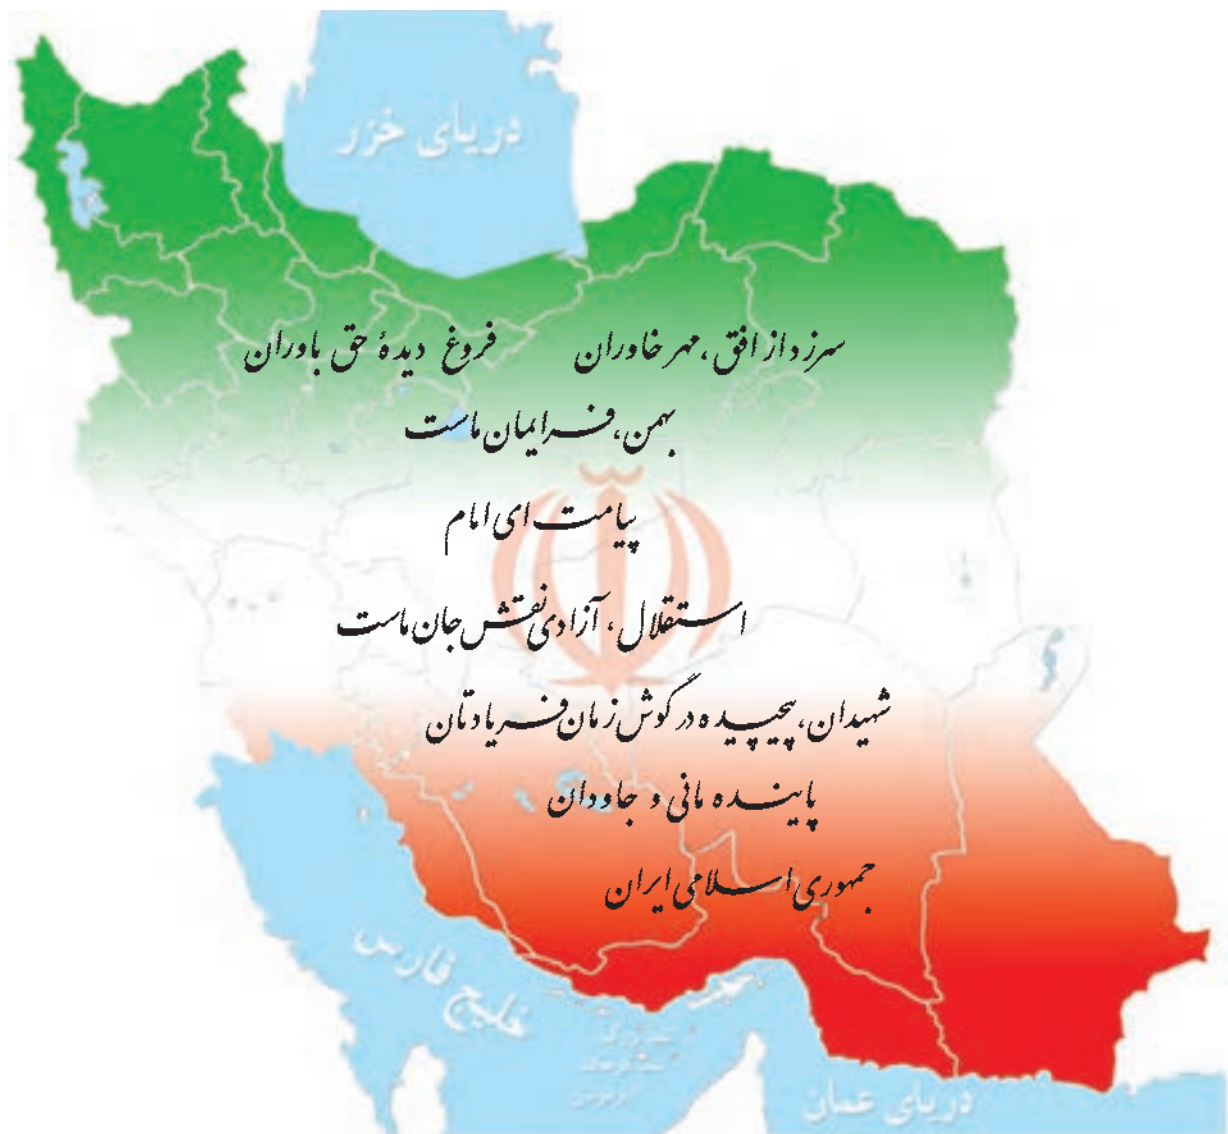 دریای خزر
سر زد از افق، مهر خاوران فروغ دیدهٔ حق باوران
بهمن، فر ایمان ماست
پیامت ای امام
استقلال، آزادی نقش جان ماست
شهیدان، پیچیده در گوش زمان فریادتان
پاینده مانی و جاودان
جمهوری اسلامی ایران
خلیج فارس
دریای عمان